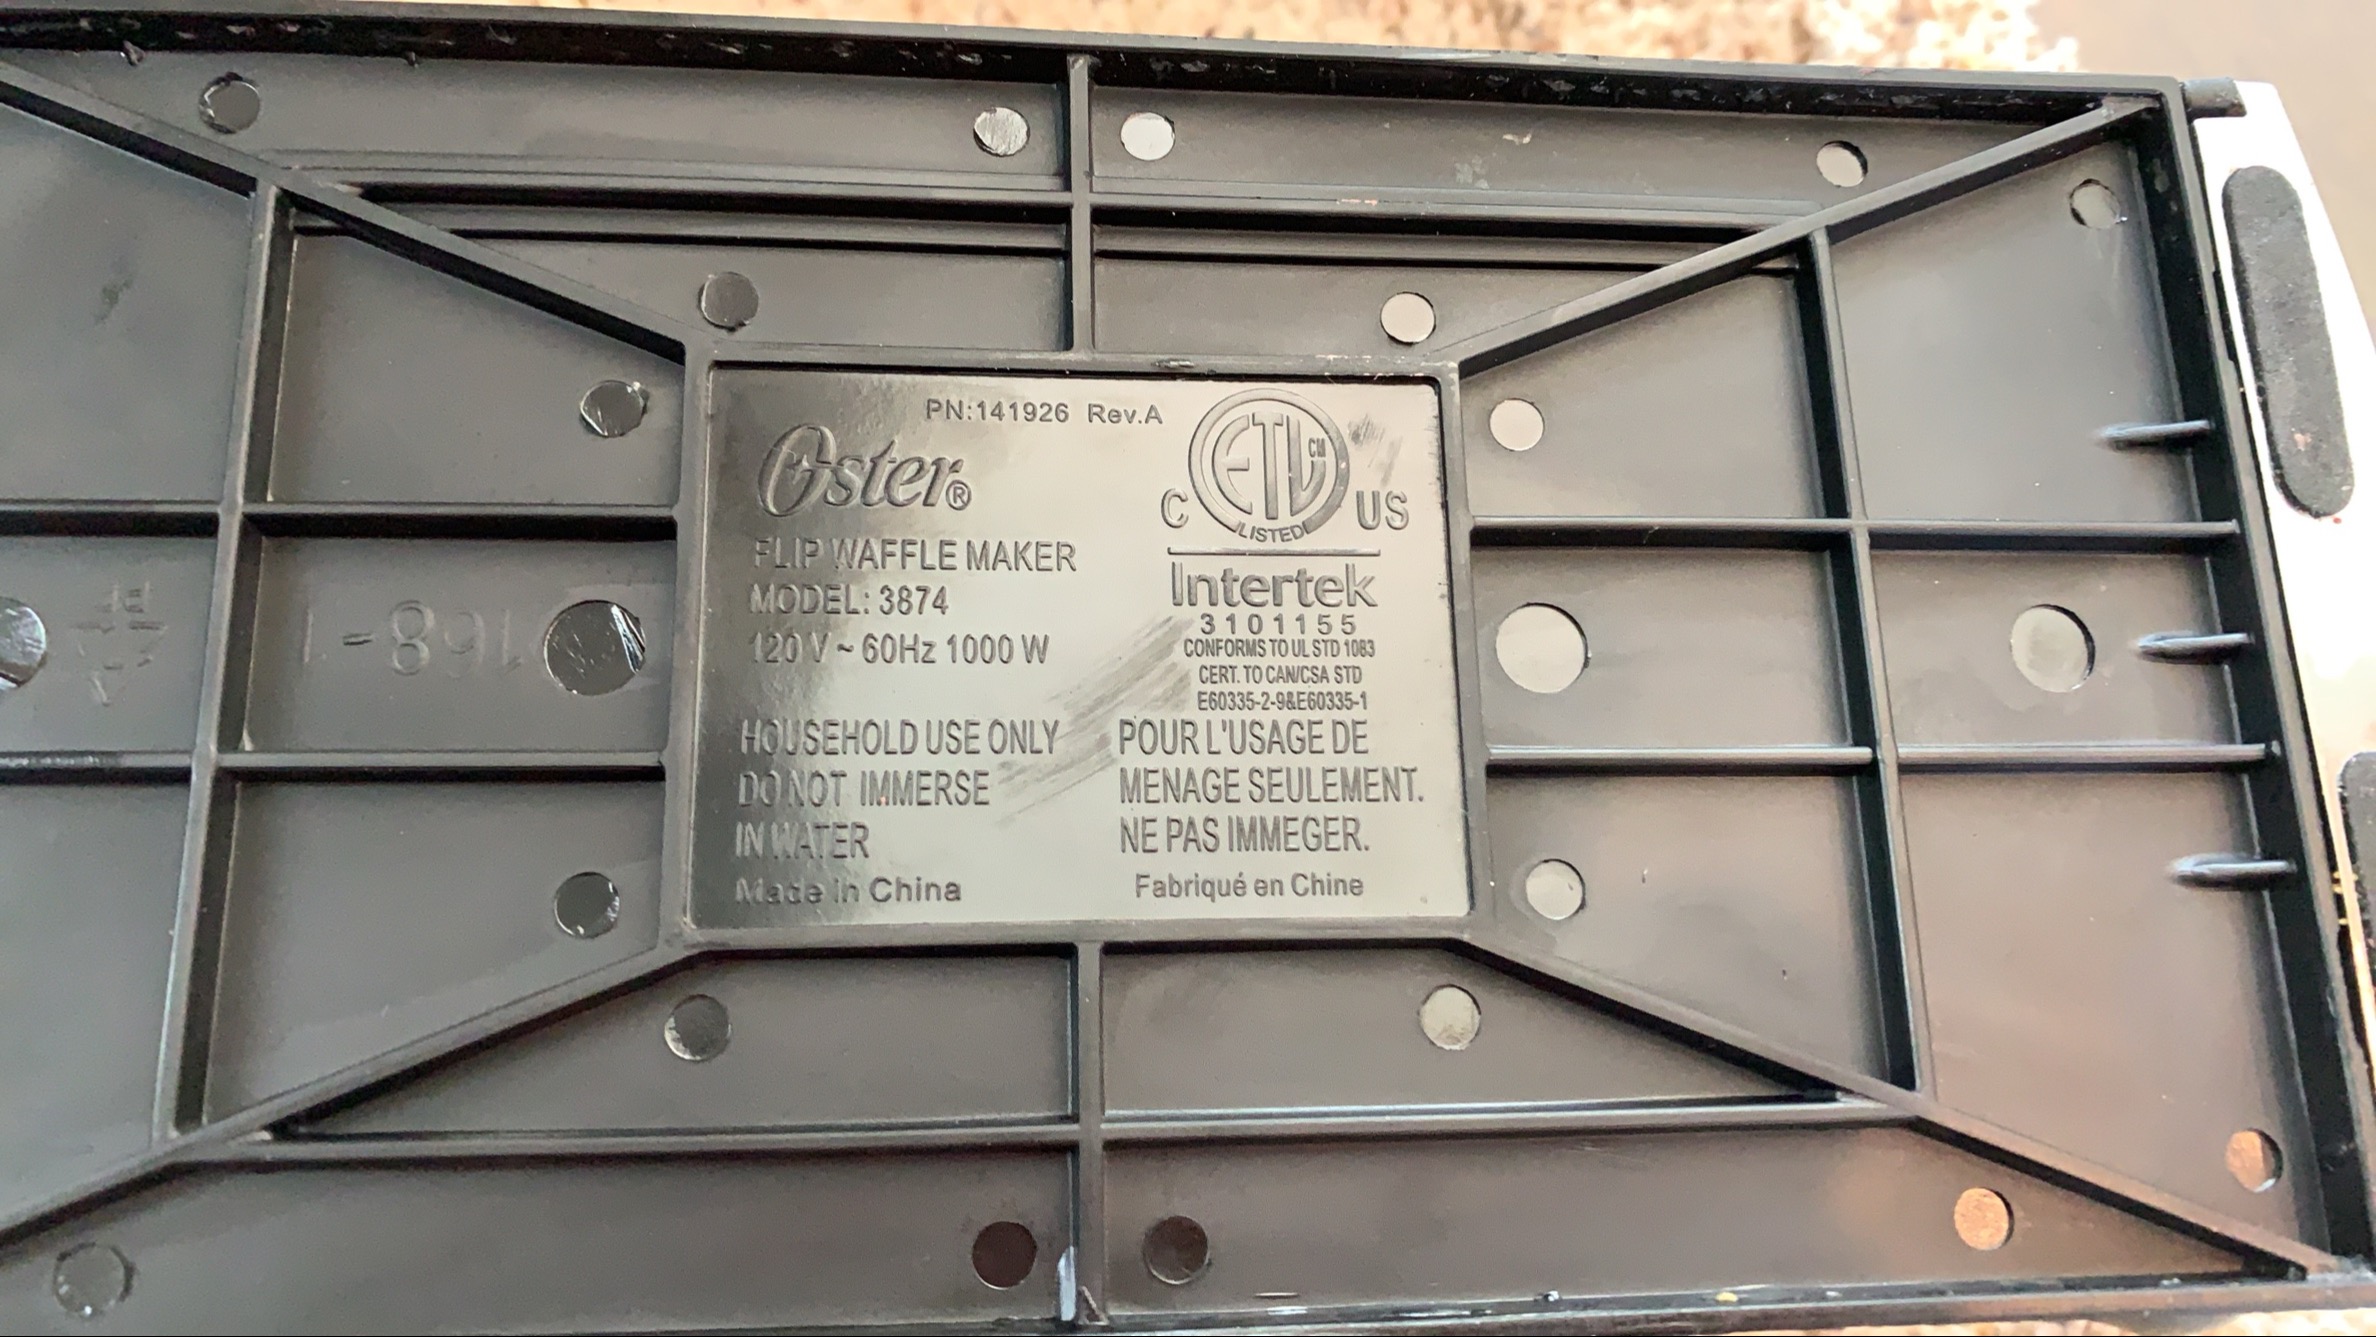 PN:141926 Rev.A
Oster®
FLIP WAFFLE MAKER
MODEL: 3874
120 V ~ 60Hz 1000 W
C ETL CM US
LISTED
Intertek
3101155
CONFORMS TO UL STD 1083
CERT. TO CAN/CSA STD
E60335-2-9&E60335-1
HOUSEHOLD USE ONLY
DO NOT IMMERSE
IN WATER
Made in China
POUR L'USAGE DE
MENAGE SEULEMENT.
NE PAS IMMEGER.
Fabriqué en Chine